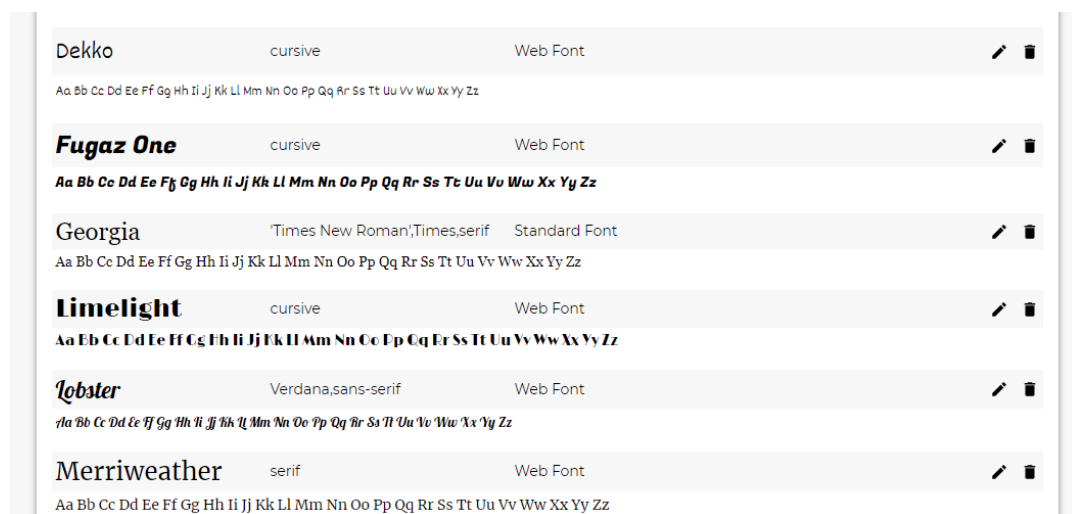 Dekko cursive Web Font
Aa Bb Cc Dd Ee Ff Gg Hh Ii Jj Kk Ll Mm Nn Oo Pp Qq Rr Ss Tt Uu Vv Ww Xx Yy Zz
Fugaz One cursive Web Font
Aa Bb Cc Dd Ee Ff Gg Hh Ii Jj Kk Ll Mm Nn Oo Pp Qq Rr Ss Tt Uu Vv Ww Xx Yy Zz
Georgia 'Times New Roman',Times,serif Standard Font
Aa Bb Cc Dd Ee Ff Gg Hh Ii Jj Kk Ll Mm Nn Oo Pp Qq Rr Ss Tt Uu Vv Ww Xx Yy Zz
Limelight cursive Web Font
Aa Bb Cc Dd Ee Ff Gg Hh Ii Jj Kk Ll Mm Nn Oo Pp Qq Rr Ss Tt Uu Vv Ww Xx Yy Zz
Lobster Verdana,sans-serif Web Font
Aa Bb Cc Dd Ee Ff Gg Hh Ii Jj Kk Ll Mm Nn Oo Pp Qq Rr Ss Tt Uu Vv Ww Xx Yy Zz
Merriweather serif Web Font
Aa Bb Cc Dd Ee Ff Gg Hh Ii Jj Kk Ll Mm Nn Oo Pp Qq Rr Ss Tt Uu Vv Ww Xx Yy Zz